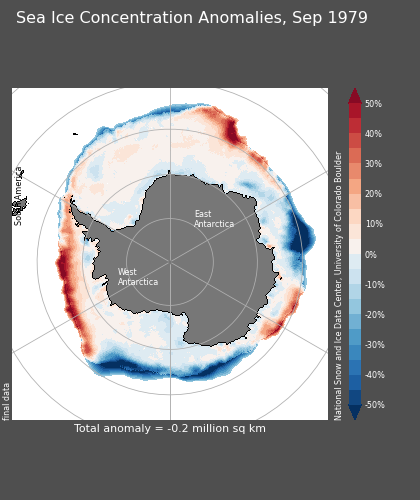 Sea Ice Concentration Anomalies, Sep 1979
South America
East
Antarctica
West
Antarctica
final data
National Snow and Ice Data Center, University of Colorado Boulder
50%
40%
30%
20%
10%
0%
-10%
-20%
-30%
-40%
-50%
Total anomaly = -0.2 million sq km